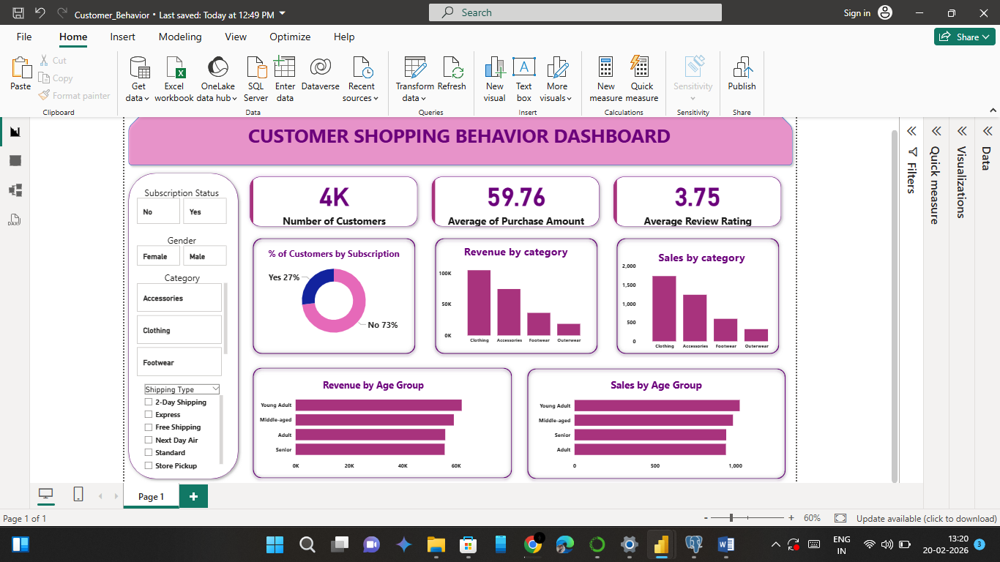 Customer_Behavior • Last saved: Today at 12:49 PM
Search
Sign in
File Home Insert Modeling View Optimize Help
Share
Paste
Cut
Copy
Format painter
Clipboard
Get data
Excel workbook
OneLake data hub
SQL Server
Enter data
Dataverse
Recent sources
Data
Transform data
Refresh
Queries
New visual
Text box
More visuals
Insert
New measure
Quick measure
Calculations
Sensitivity
Sensitivity
Publish
Share
DAX
CUSTOMER SHOPPING BEHAVIOR DASHBOARD
Subscription Status
No Yes
Gender
Female Male
Category
Accessories
Clothing
Footwear
Shipping Type
2-Day Shipping
Express
Free Shipping
Next Day Air
Standard
Store Pickup
4K
Number of Customers
59.76
Average of Purchase Amount
3.75
Average Review Rating
% of Customers by Subscription
Yes 27%
No 73%
Revenue by category
100K
50K
0K
Clothing Accessories Footwear Outerwear
Sales by category
2,000
1,500
1,000
500
0
Clothing Accessories Footwear Outerwear
Revenue by Age Group
Young Adult
Middle-aged
Adult
Senior
0K 20K 40K 60K
Sales by Age Group
Young Adult
Middle-aged
Senior
Adult
0 500 1,000
Filters
Quick measure
Visualizations
Data
Page 1
Page 1 of 1
- + 60%
Update available (click to download)
ENG
IN
13:20
20-02-2026
3